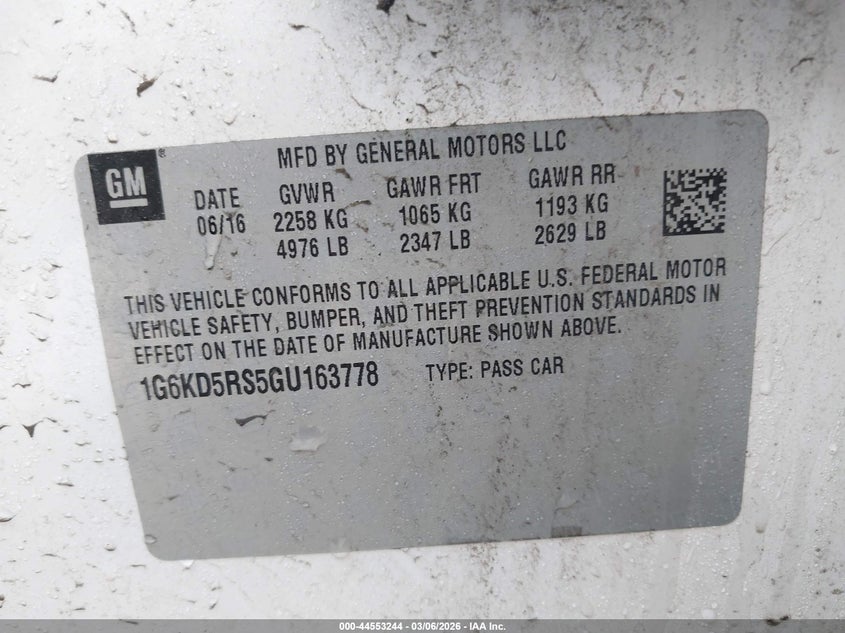 GM
MFD BY GENERAL MOTORS LLC
DATE GVWR GAWR FRT GAWR RR
06/16 2258 KG 1065 KG 1193 KG
4976 LB 2347 LB 2629 LB
THIS VEHICLE CONFORMS TO ALL APPLICABLE U.S. FEDERAL MOTOR
VEHICLE SAFETY, BUMPER, AND THEFT PREVENTION STANDARDS IN
EFFECT ON THE DATE OF MANUFACTURE SHOWN ABOVE.
1G6KD5RS5GU163778 TYPE: PASS CAR
000-44553244 - 03/06/2026 - IAA Inc.